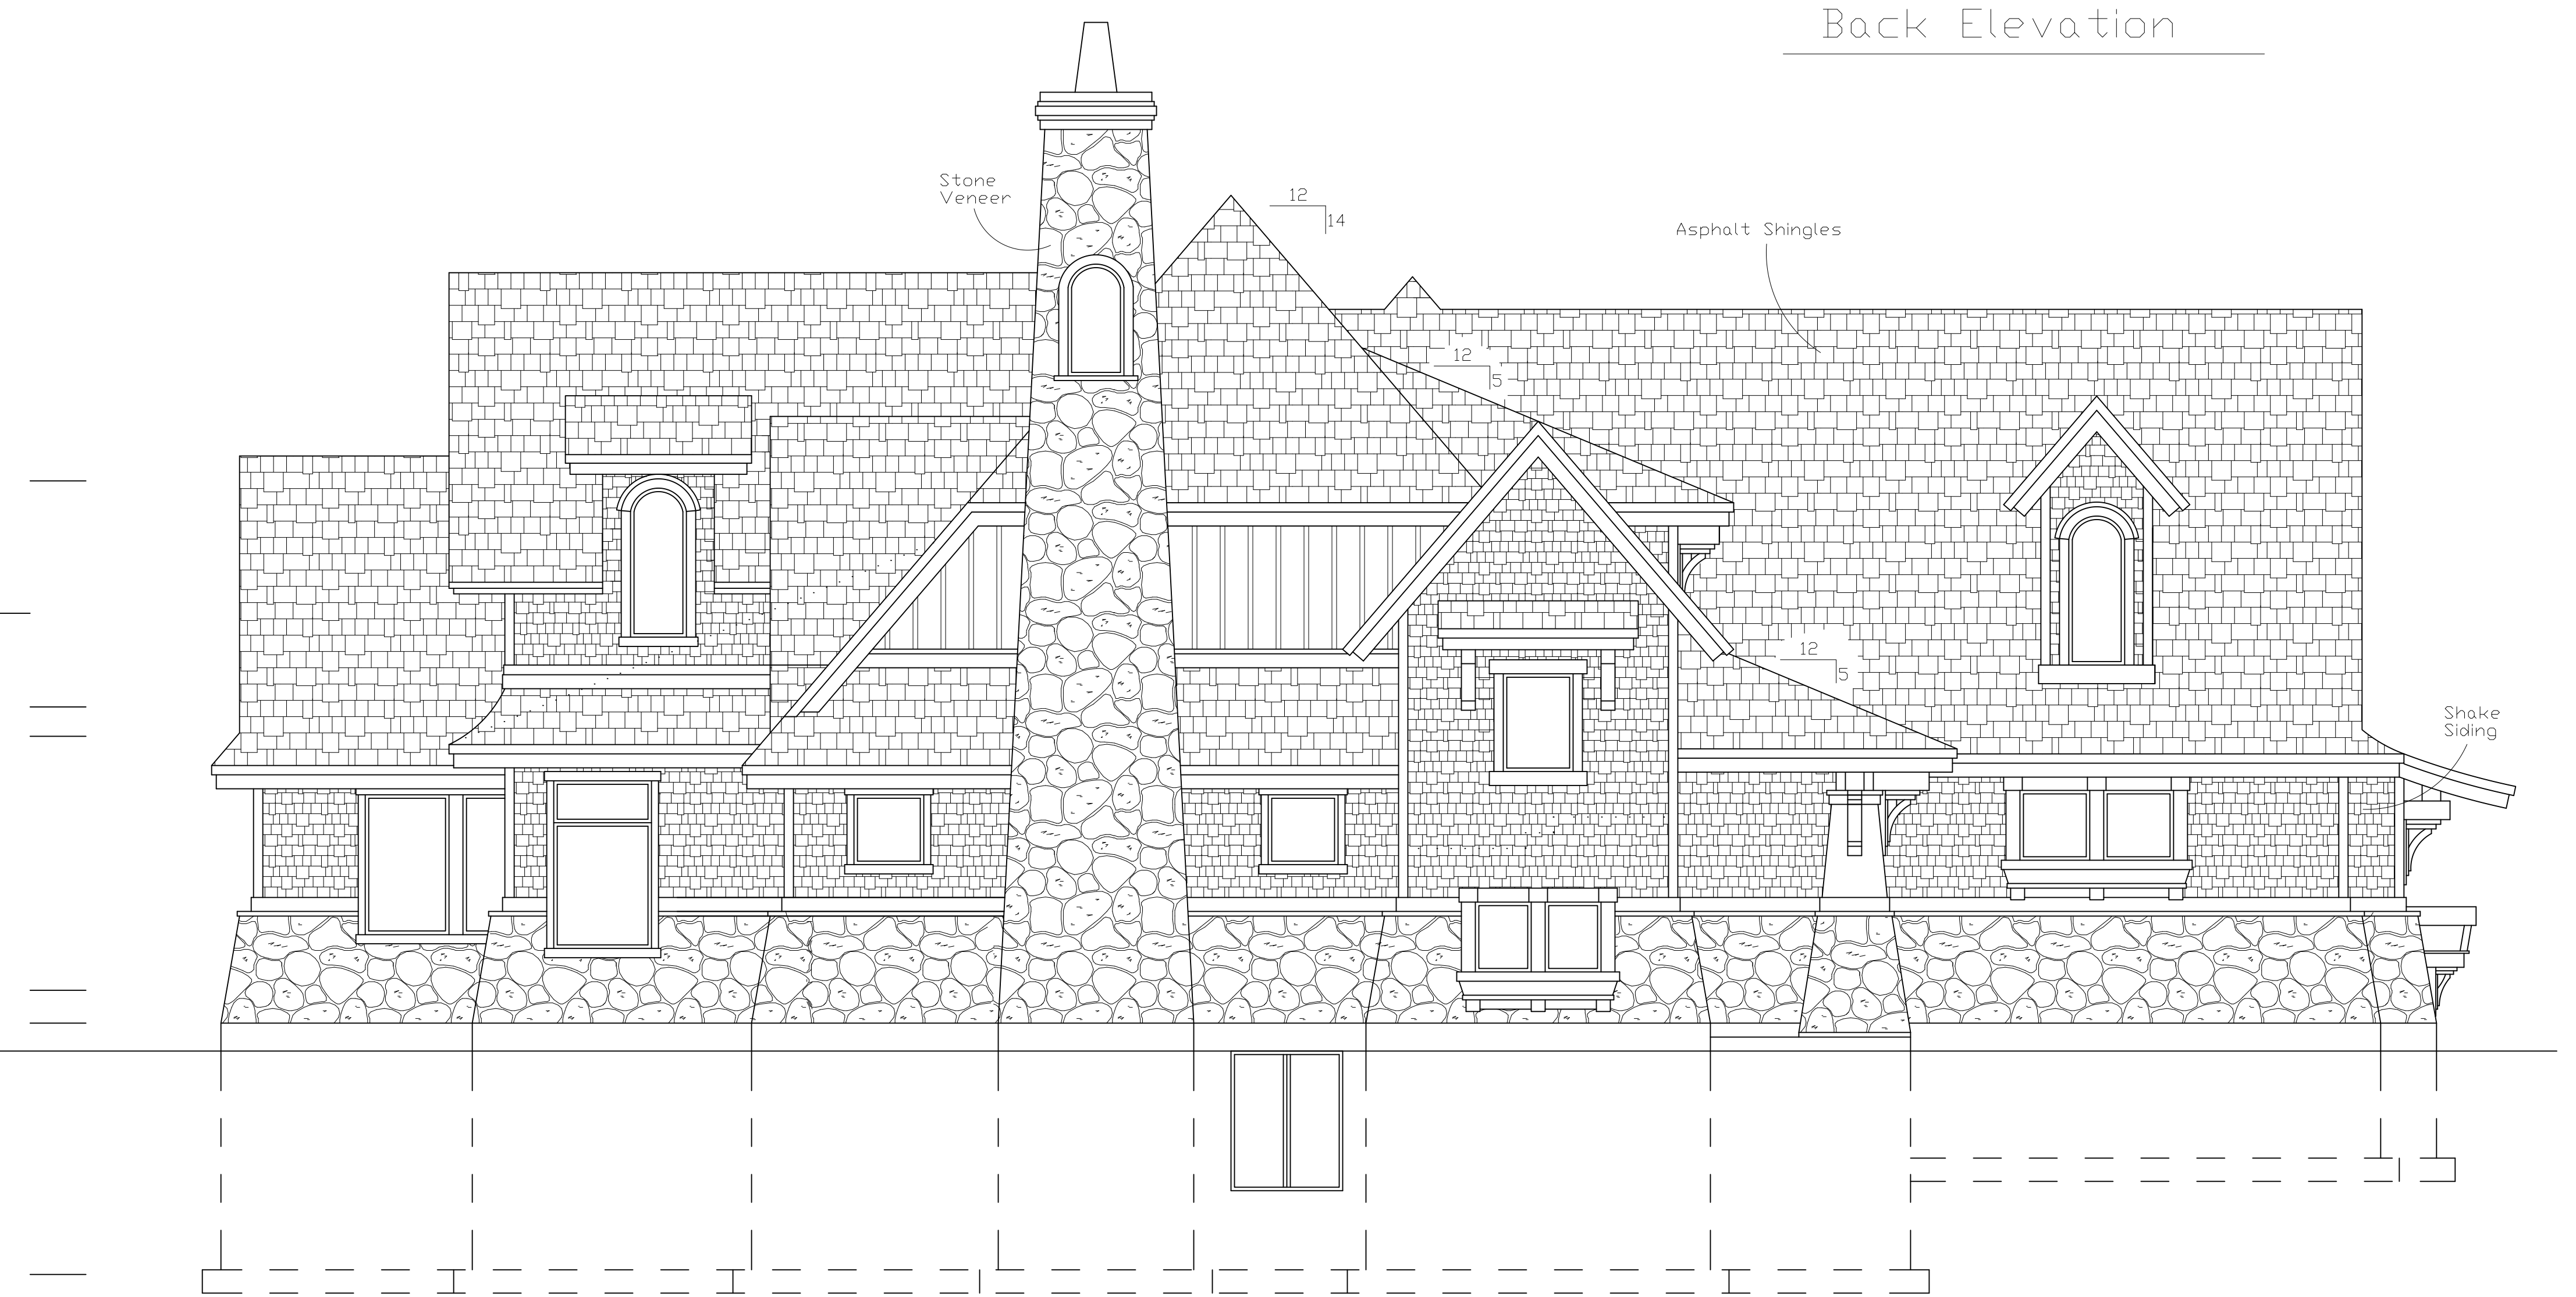 Back Elevation
Stone
Veneer
12
14
Asphalt Shingles
12
5
12
5
Shake
Siding